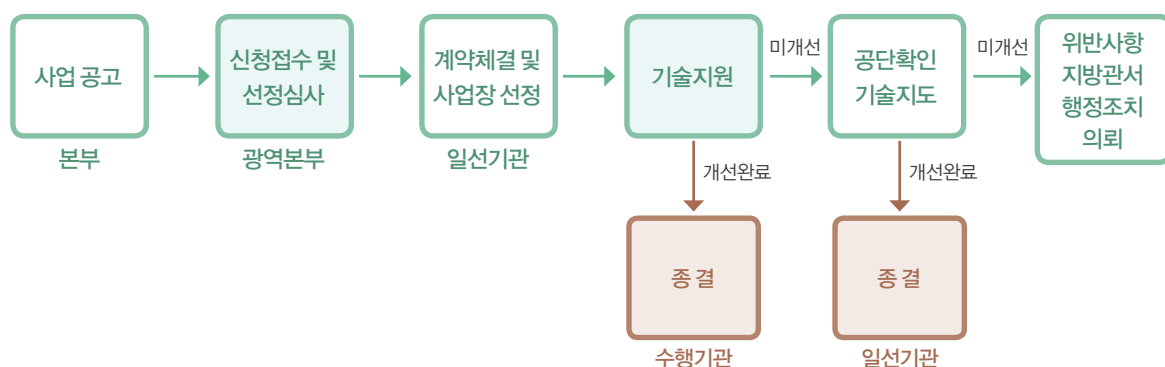 사업 공고
본부
신청접수 및
선정심사
광역본부
계약체결 및
사업장 선정
일선기관
기술지원
미개선
공단확인
기술지도
미개선
위반사항
지방관서
행정조치
의뢰
개선완료
개선완료
종 결
수행기관
종 결
일선기관